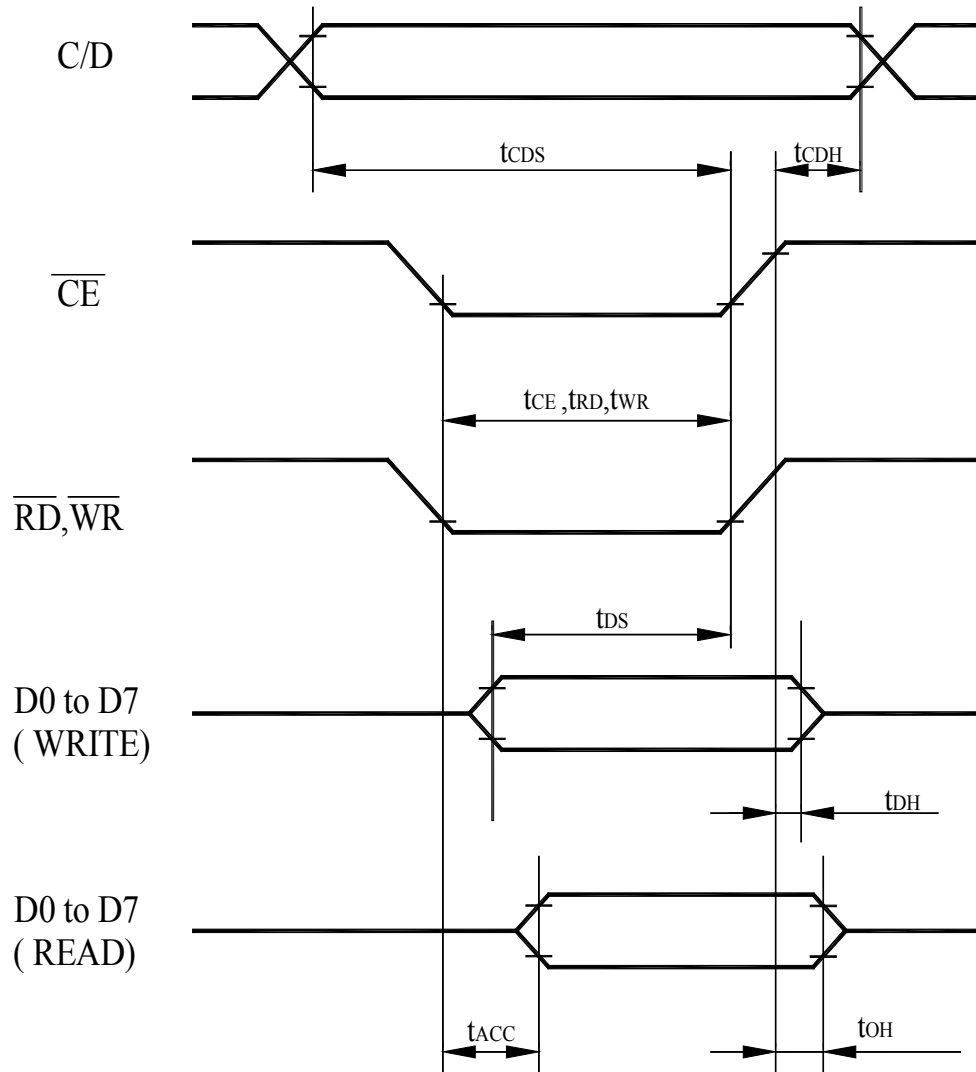 C/D
tCDS
tCDH
CE
tCE ,tRD,tWR
RD,WR
tDS
D0 to D7
( WRITE)
tDH
D0 to D7
( READ)
tACC
tOH